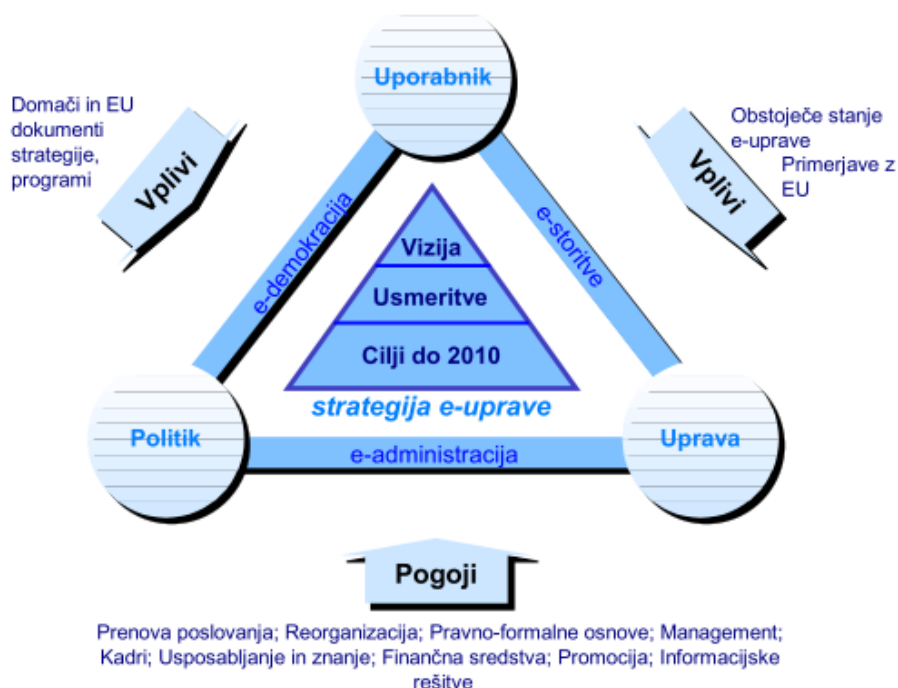 Uporabnik
Domači in EU
dokumenti
strategije,
programi
Vplivi
Obstoječe stanje
e-uprave
Primerjave z
EU
Vplivi
e-demokracija
e-storitve
Vizija
Usmeritve
Cilji do 2010
strategija e-uprave
Politik
Uprava
e-administracija
Pogoji
Prenova poslovanja; Reorganizacija; Pravno-formalne osnove; Management;
Kadri; Usposabljanje in znanje; Finančna sredstva; Promocija; Informacijske
rešitve